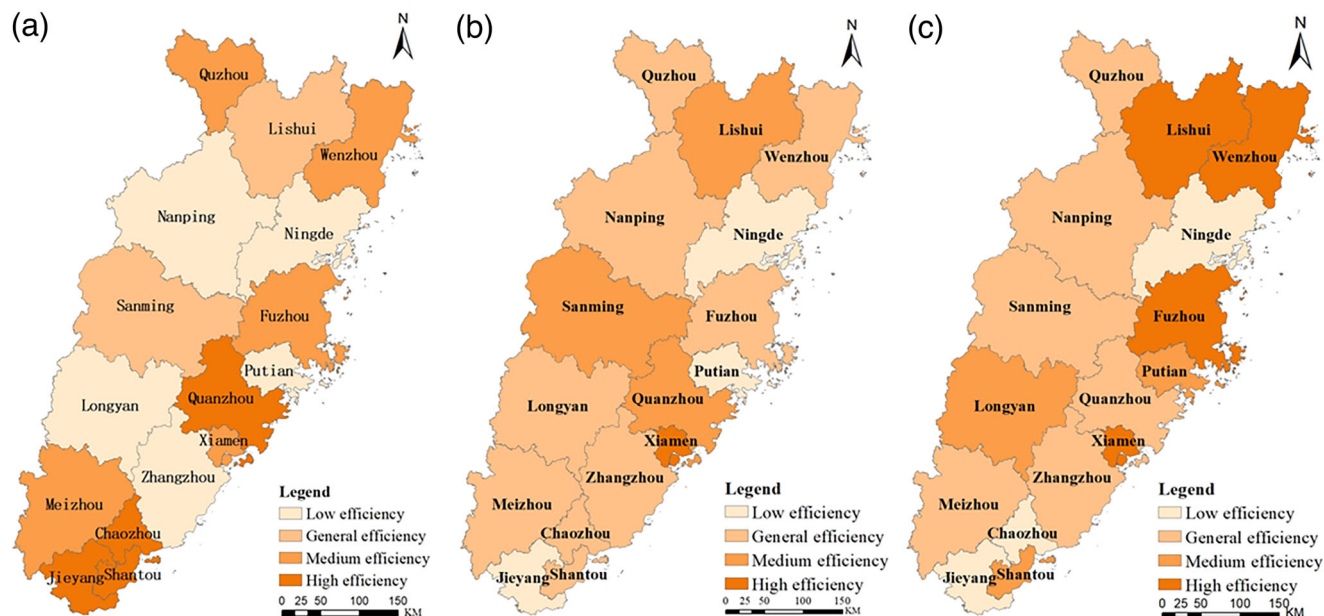 (a)
N
Quzhou
Lishui
Wenzhou
Nanping
Ningde
Sanming
Fuzhou
Putian
Quanzhou
Longyan
Xiamen
Zhangzhou
Meizhou
Chaozhou
Jieyang
Shantou
Legend
Low efficiency
General efficiency
Medium efficiency
High efficiency
0 25 50 100 150
KM
(b)
N
Quzhou
Lishui
Wenzhou
Nanping
Ningde
Sanming
Fuzhou
Putian
Quanzhou
Longyan
Xiamen
Zhangzhou
Meizhou
Chaozhou
Jieyang
Shantou
Legend
Low efficiency
General efficiency
Medium efficiency
High efficiency
0 25 50 100 150
KM
(c)
N
Quzhou
Lishui
Wenzhou
Nanping
Ningde
Sanming
Fuzhou
Putian
Quanzhou
Longyan
Xiamen
Zhangzhou
Meizhou
Chaozhou
Jieyang
Shantou
Legend
Low efficiency
General efficiency
Medium efficiency
High efficiency
0 25 50 100 150
KM